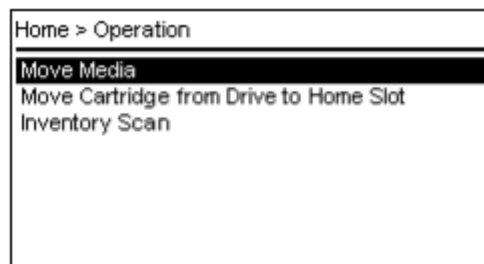 Home > Operation
Move Media
Move Cartridge from Drive to Home Slot
Inventory Scan